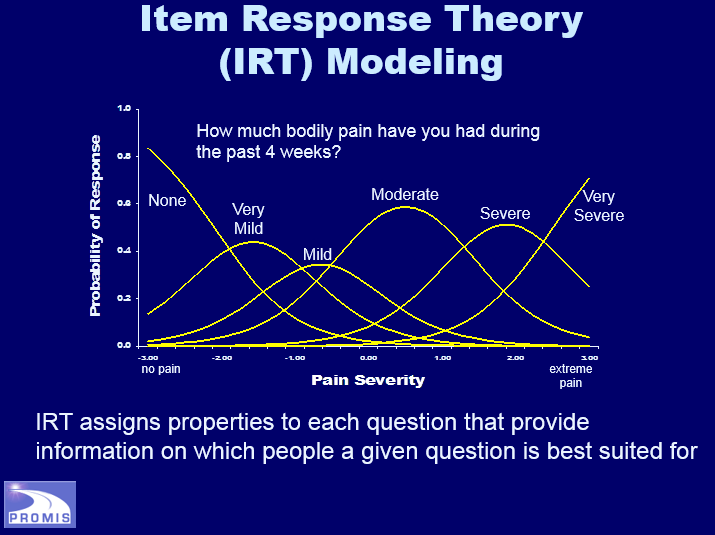 Item Response Theory
(IRT) Modeling
1.0
How much bodily pain have you had during
the past 4 weeks?
0.8
0.6
0.4
0.2
0.0
Probability of Response
None
Very
Mild
Mild
Moderate
Severe
Very
Severe
-3.00 -2.00 -1.00 0.00 1.00 2.00 3.00
no pain
extreme
pain
Pain Severity
IRT assigns properties to each question that provide
information on which people a given question is best suited for
PROMIS